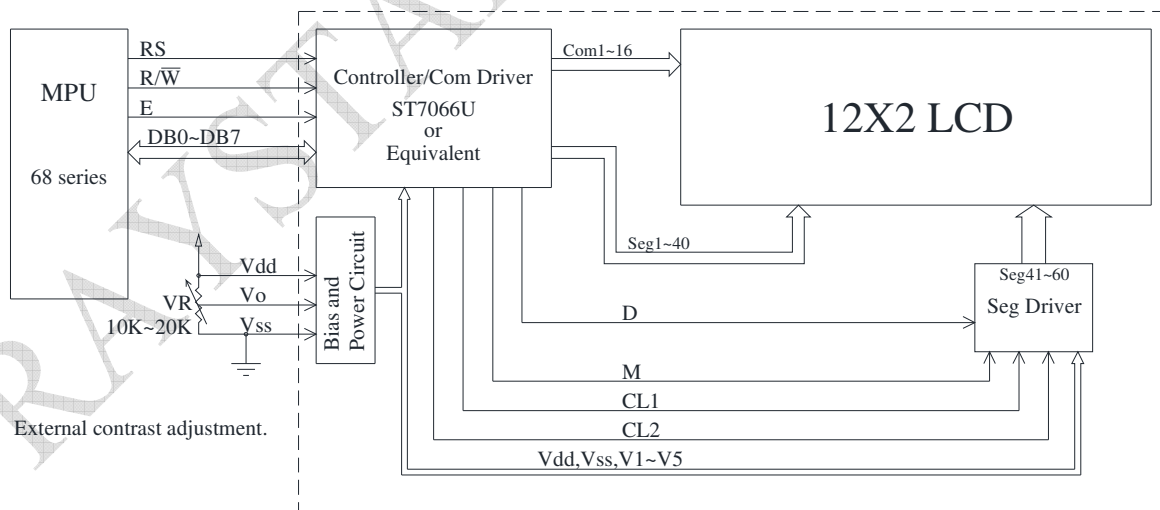 RAYSTA
MPU
68 series
RS
R/W̅
E
DB0~DB7
Controller/Com Driver
ST7066U
or
Equivalent
Com1~16
12X2 LCD
Seg1~40
Seg41~60
Seg Driver
Vdd
Vo
Vss
VR
10K~20K
Bias and
Power Circuit
D
M
CL1
CL2
Vdd,Vss,V1~V5
External contrast adjustment.